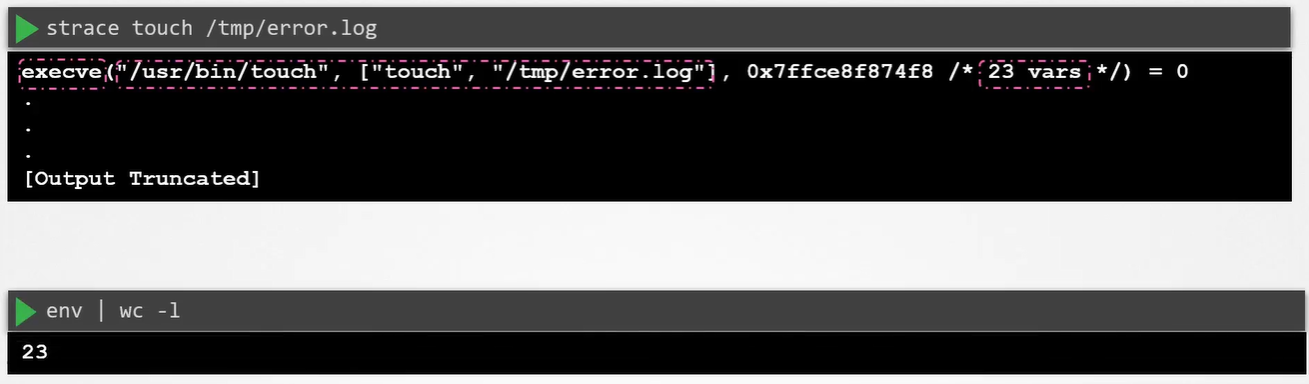 strace touch /tmp/error.log
execve("/usr/bin/touch", ["touch", "/tmp/error.log"], 0x7ffce8f874f8 /* 23 vars */) = 0
.
.
.
[Output Truncated]
env | wc -l
23